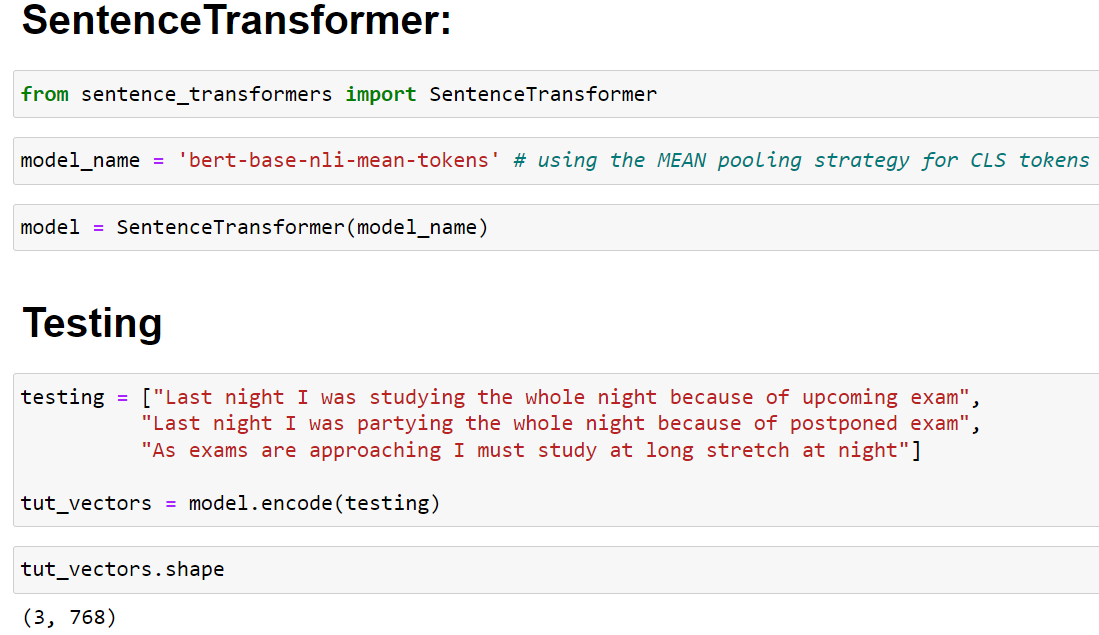 SentenceTransformer:
from sentence_transformers import SentenceTransformer
model_name = 'bert-base-nli-mean-tokens' # using the MEAN pooling strategy for CLS tokens
model = SentenceTransformer(model_name)
Testing
testing = ["Last night I was studying the whole night because of upcoming exam",
"Last night I was partying the whole night because of postponed exam",
"As exams are approaching I must study at long stretch at night"]
tut_vectors = model.encode(testing)
tut_vectors.shape
(3, 768)